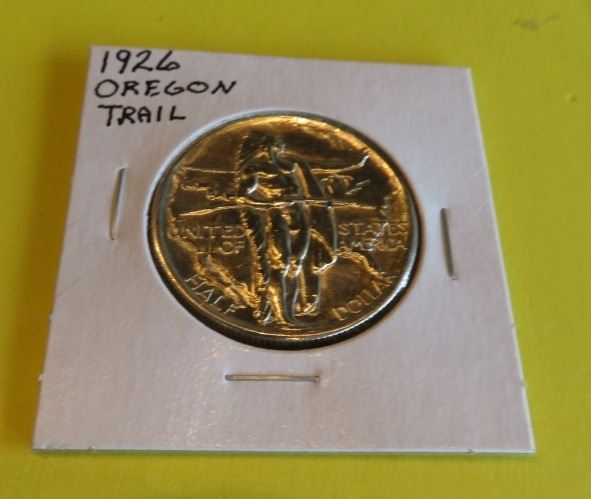 1926
OREGON
TRAIL
UNITED STATES
OF AMERICA
HALF DOLLAR